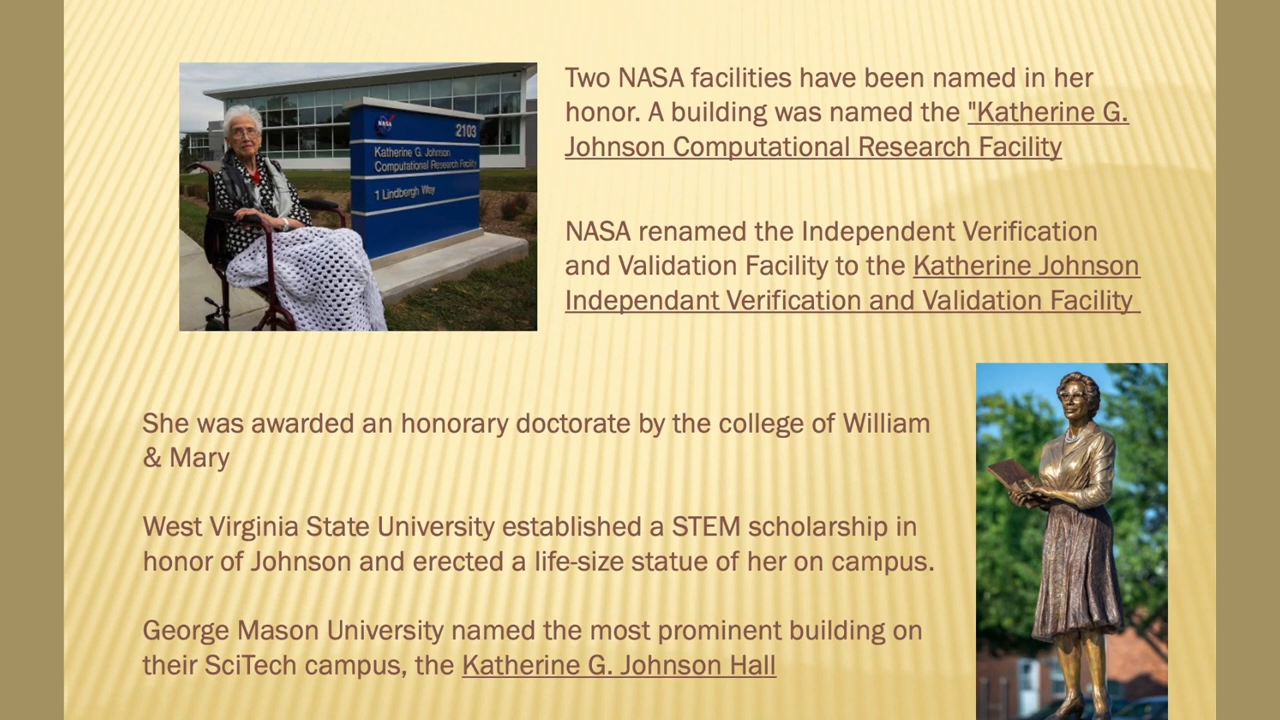 Two NASA facilities have been named in her
honor. A building was named the "Katherine G.
Johnson Computational Research Facility
NASA
2103
Katherine G. Johnson
Computational Research Facility
1 Lindbergh Way
NASA renamed the Independent Verification
and Validation Facility to the Katherine Johnson
Independant Verification and Validation Facility
She was awarded an honorary doctorate by the college of William
& Mary
West Virginia State University established a STEM scholarship in
honor of Johnson and erected a life-size statue of her on campus.
George Mason University named the most prominent building on
their SciTech campus, the Katherine G. Johnson Hall